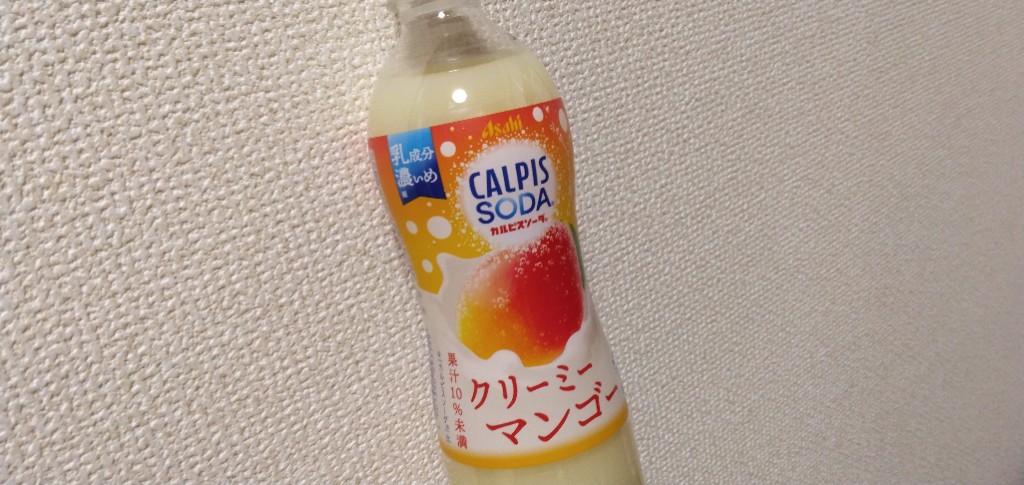 Asahi
乳成分
濃いめ
CALPIS
SODA
カルピスソーダ
果汁10%未満
クリーミー
マンゴー